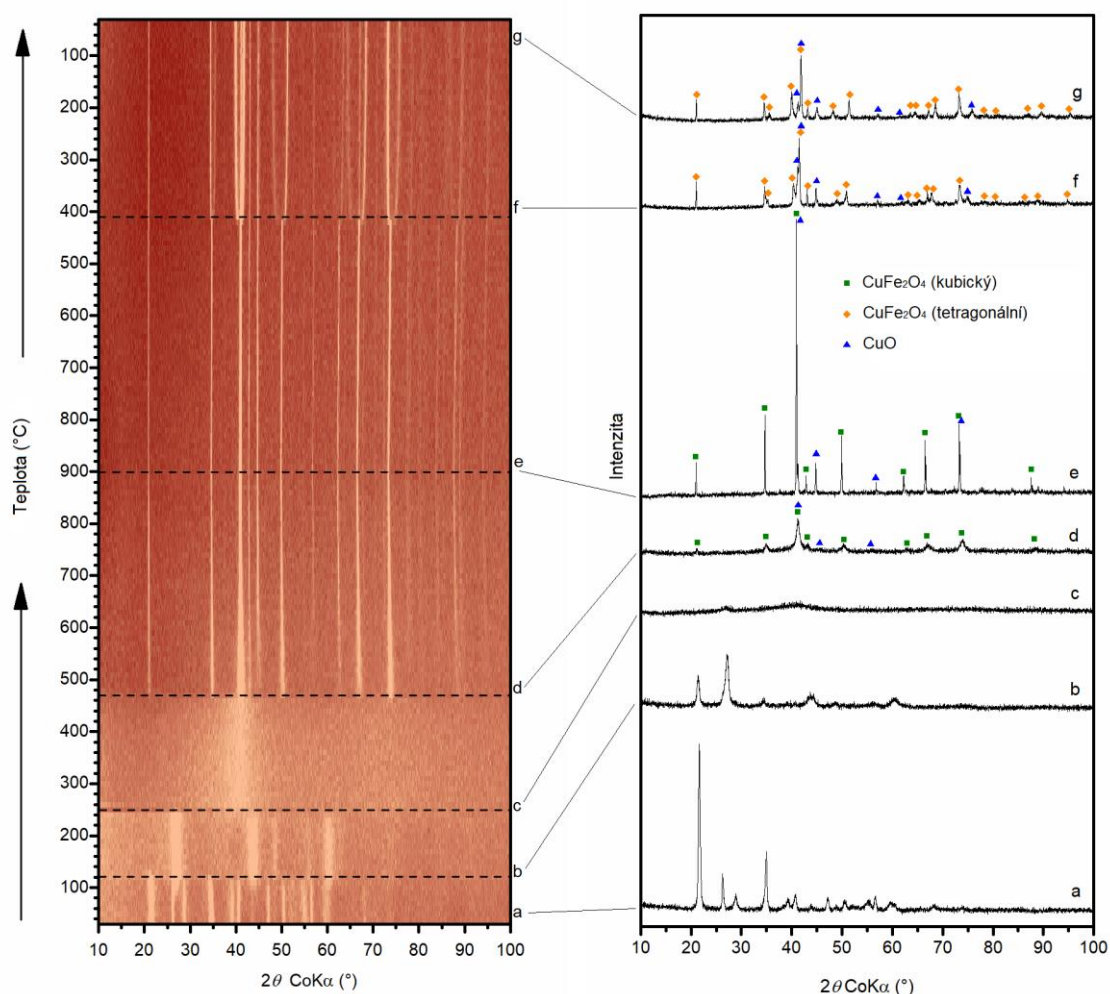 Teplota (°C)
100
200
300
400
500
600
700
800
900
800
700
600
500
400
300
200
100
10 20 30 40 50 60 70 80 90 100
2θ CoKα (°)
g
f
e
d
c
b
a
Intenzita
g
f
CuFe₂O₄ (kubický)
CuFe₂O₄ (tetragonální)
CuO
e
d
c
b
a
10 20 30 40 50 60 70 80 90 100
2θ CoKα (°)